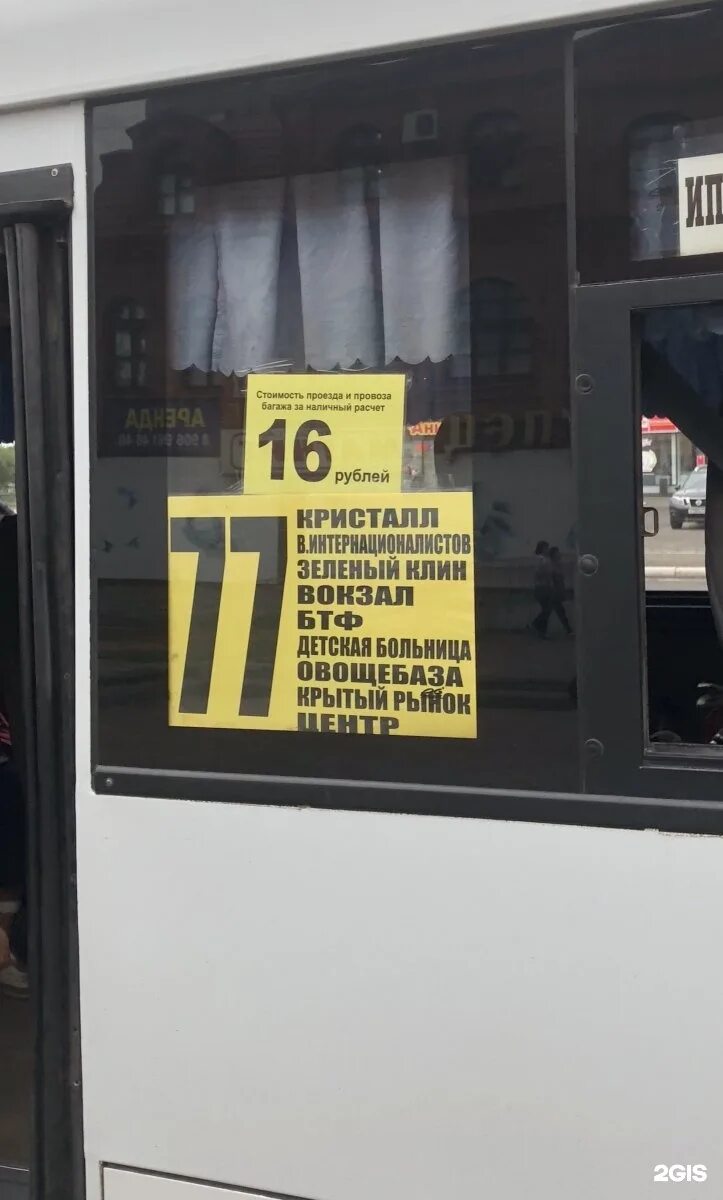 ИП
Стоимость проезда и провоза
багажа за наличный расчет
16 рублей
77
КРИСТАЛЛ
В.ИНТЕРНАЦИОНАЛИСТОВ
ЗЕЛЕНЫЙ КЛИН
ВОКЗАЛ
БТФ
ДЕТСКАЯ БОЛЬНИЦА
ОВОЩЕБАЗА
КРЫТЫЙ РЫНОК
ЦЕНТР
АРЕНДА
2GIS